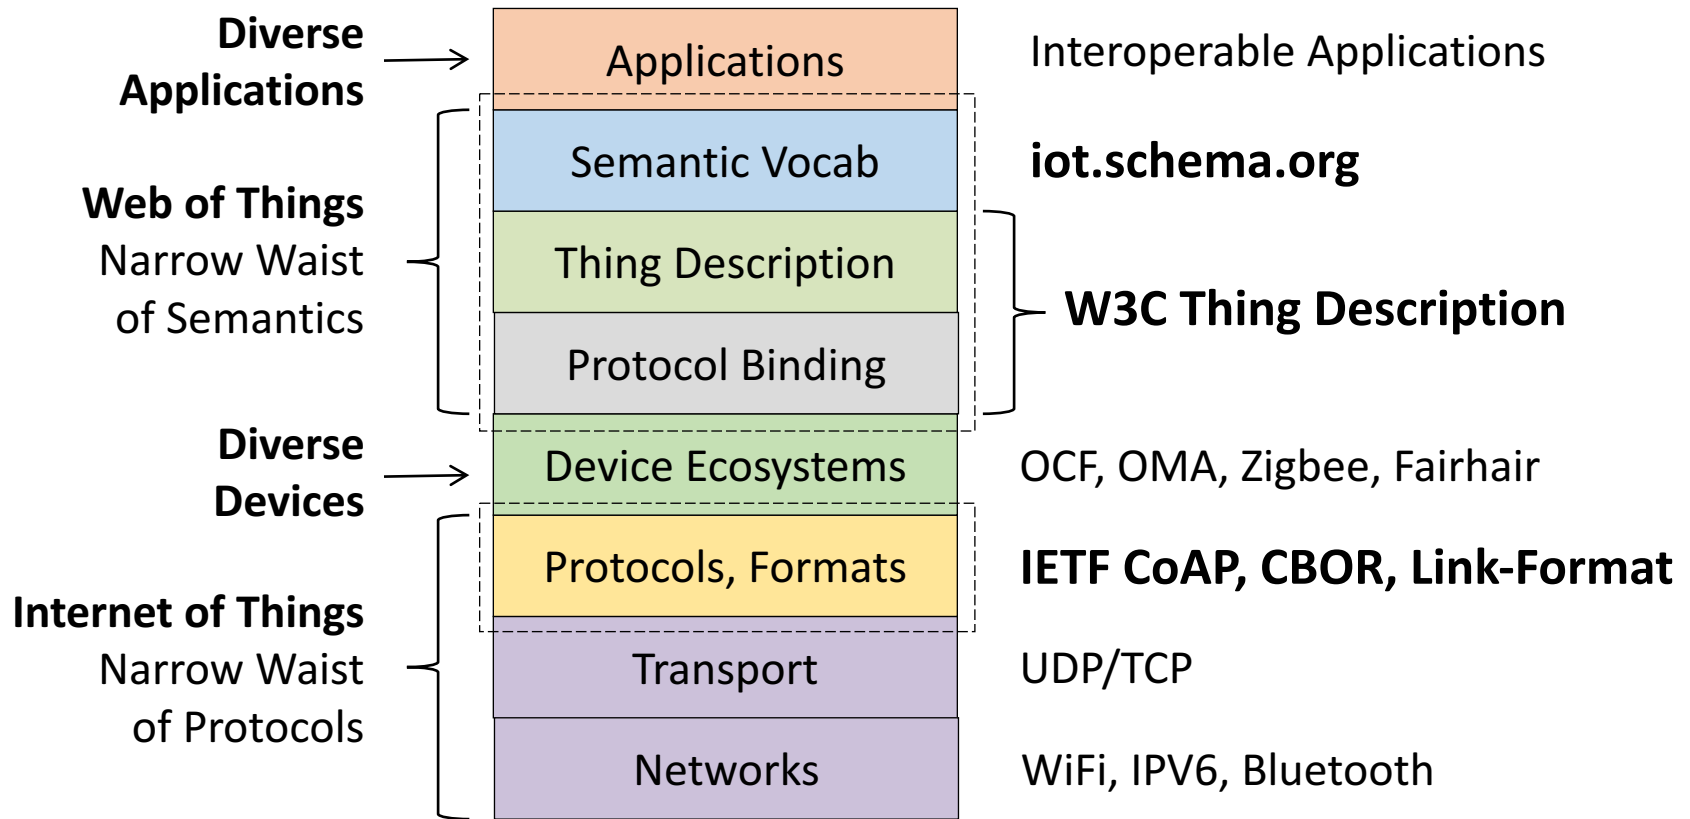 Diverse
Applications
Applications
Interoperable Applications
Semantic Vocab
iot.schema.org
Web of Things
Narrow Waist
of Semantics
Thing Description
W3C Thing Description
Protocol Binding
Diverse
Devices
Device Ecosystems
OCF, OMA, Zigbee, Fairhair
Protocols, Formats
IETF CoAP, CBOR, Link-Format
Internet of Things
Narrow Waist
of Protocols
Transport
UDP/TCP
Networks
WiFi, IPV6, Bluetooth